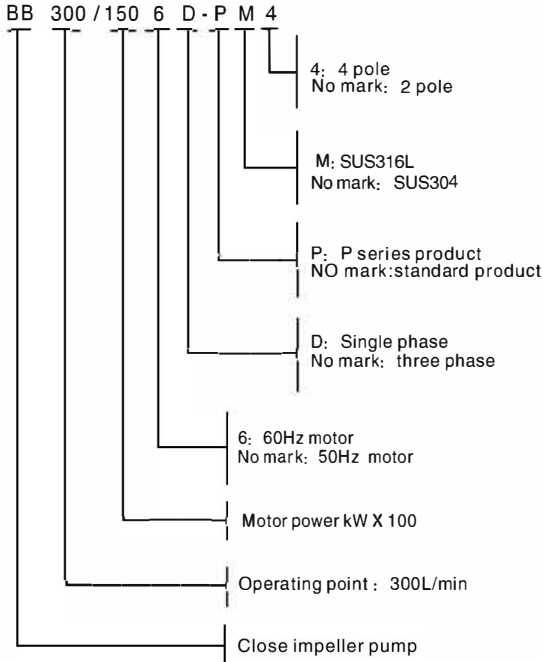 BB 300 / 150 6 D - P M 4
4: 4 pole
No mark: 2 pole
M: SUS316L
No mark: SUS304
P: P series product
NO mark:standard product
D: Single phase
No mark: three phase
6: 60Hz motor
No mark: 50Hz motor
Motor power kW X 100
Operating point : 300L/min
Close impeller pump